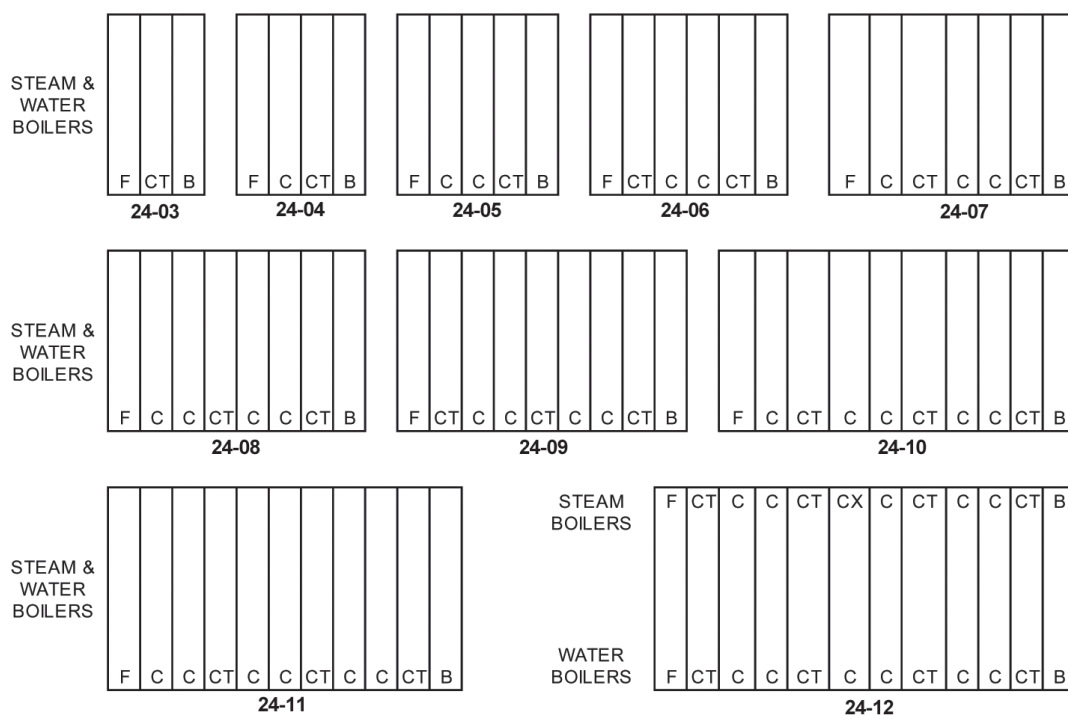 STEAM &
WATER
BOILERS
F CT B
F C CT B
F C C CT B
F CT C C CT B
F C CT C C CT B
24-03
24-04
24-05
24-06
24-07
STEAM &
WATER
BOILERS
F C C CT C C CT B
F CT C C CT C C CT B
F C CT C C CT C C CT B
24-08
24-09
24-10
STEAM &
WATER
BOILERS
F C C CT C C CT C C CT B
24-11
STEAM
BOILERS
F CT C C CT CX C CT C C CT B
WATER
BOILERS
F CT C C CT C C CT C C CT B
24-12